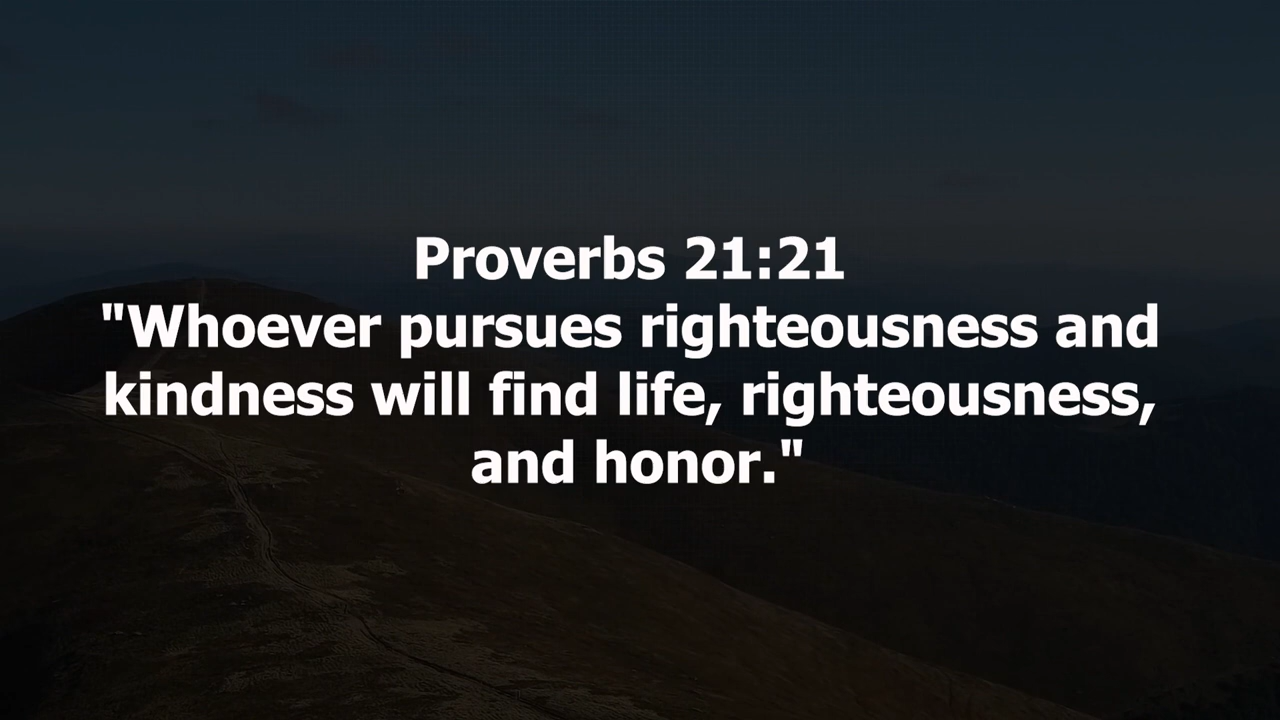 Proverbs 21:21
"Whoever pursues righteousness and
kindness will find life, righteousness,
and honor."